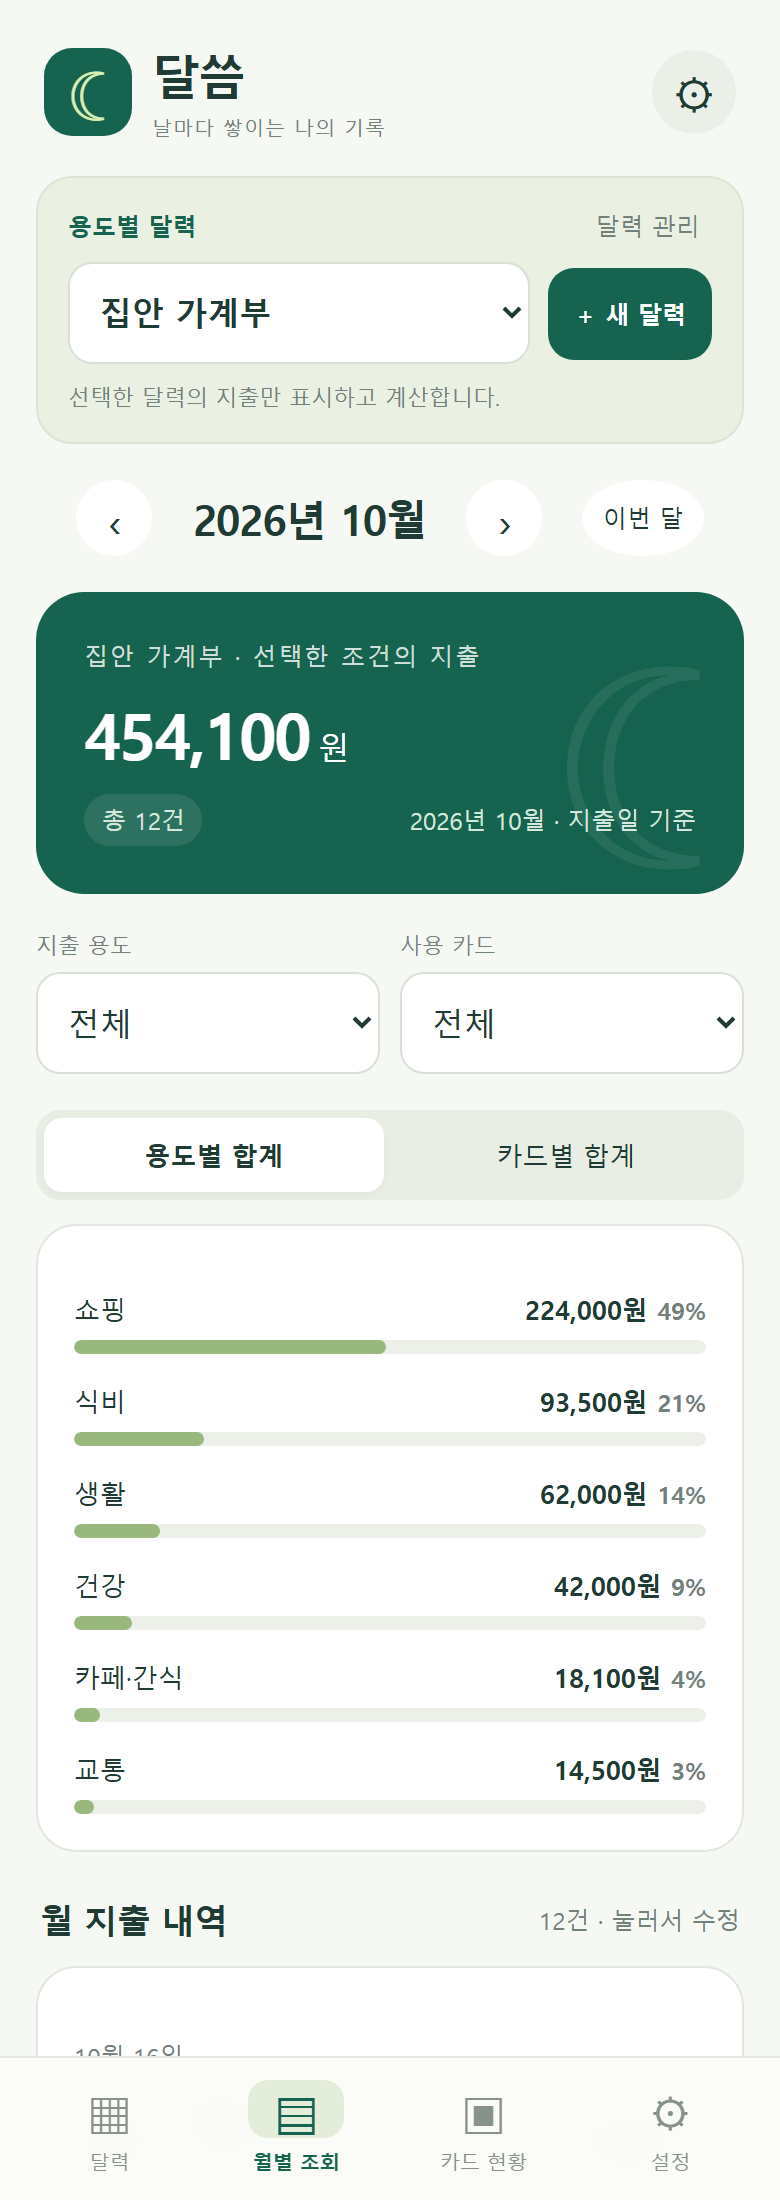 달씀
날마다 쌓이는 나의 기록
용도별 달력
달력 관리
집안 가계부
+ 새 달력
선택한 달력의 지출만 표시하고 계산합니다.
‹ 2026년 10월 › 이번 달
집안 가계부 · 선택한 조건의 지출
454,100 원
총 12건
2026년 10월 · 지출일 기준
지출 용도
사용 카드
전체
전체
용도별 합계
카드별 합계
쇼핑 224,000원 49%
식비 93,500원 21%
생활 62,000원 14%
건강 42,000원 9%
카페·간식 18,100원 4%
교통 14,500원 3%
월 지출 내역
12건 · 눌러서 수정
10월 16일
달력
월별 조회
카드 현황
설정